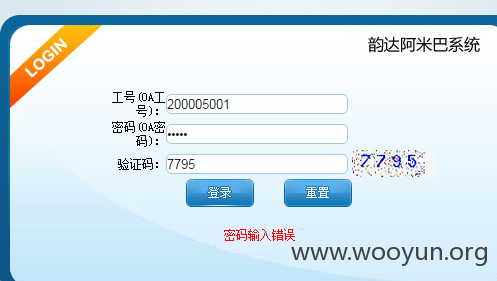 LOGIN
韵达阿米巴系统
工号(OA工
号):
200005001
密码(OA密
码):
•••••
验证码:
7795
7795
登录
重置
密码输入错误
www.wooyun.org